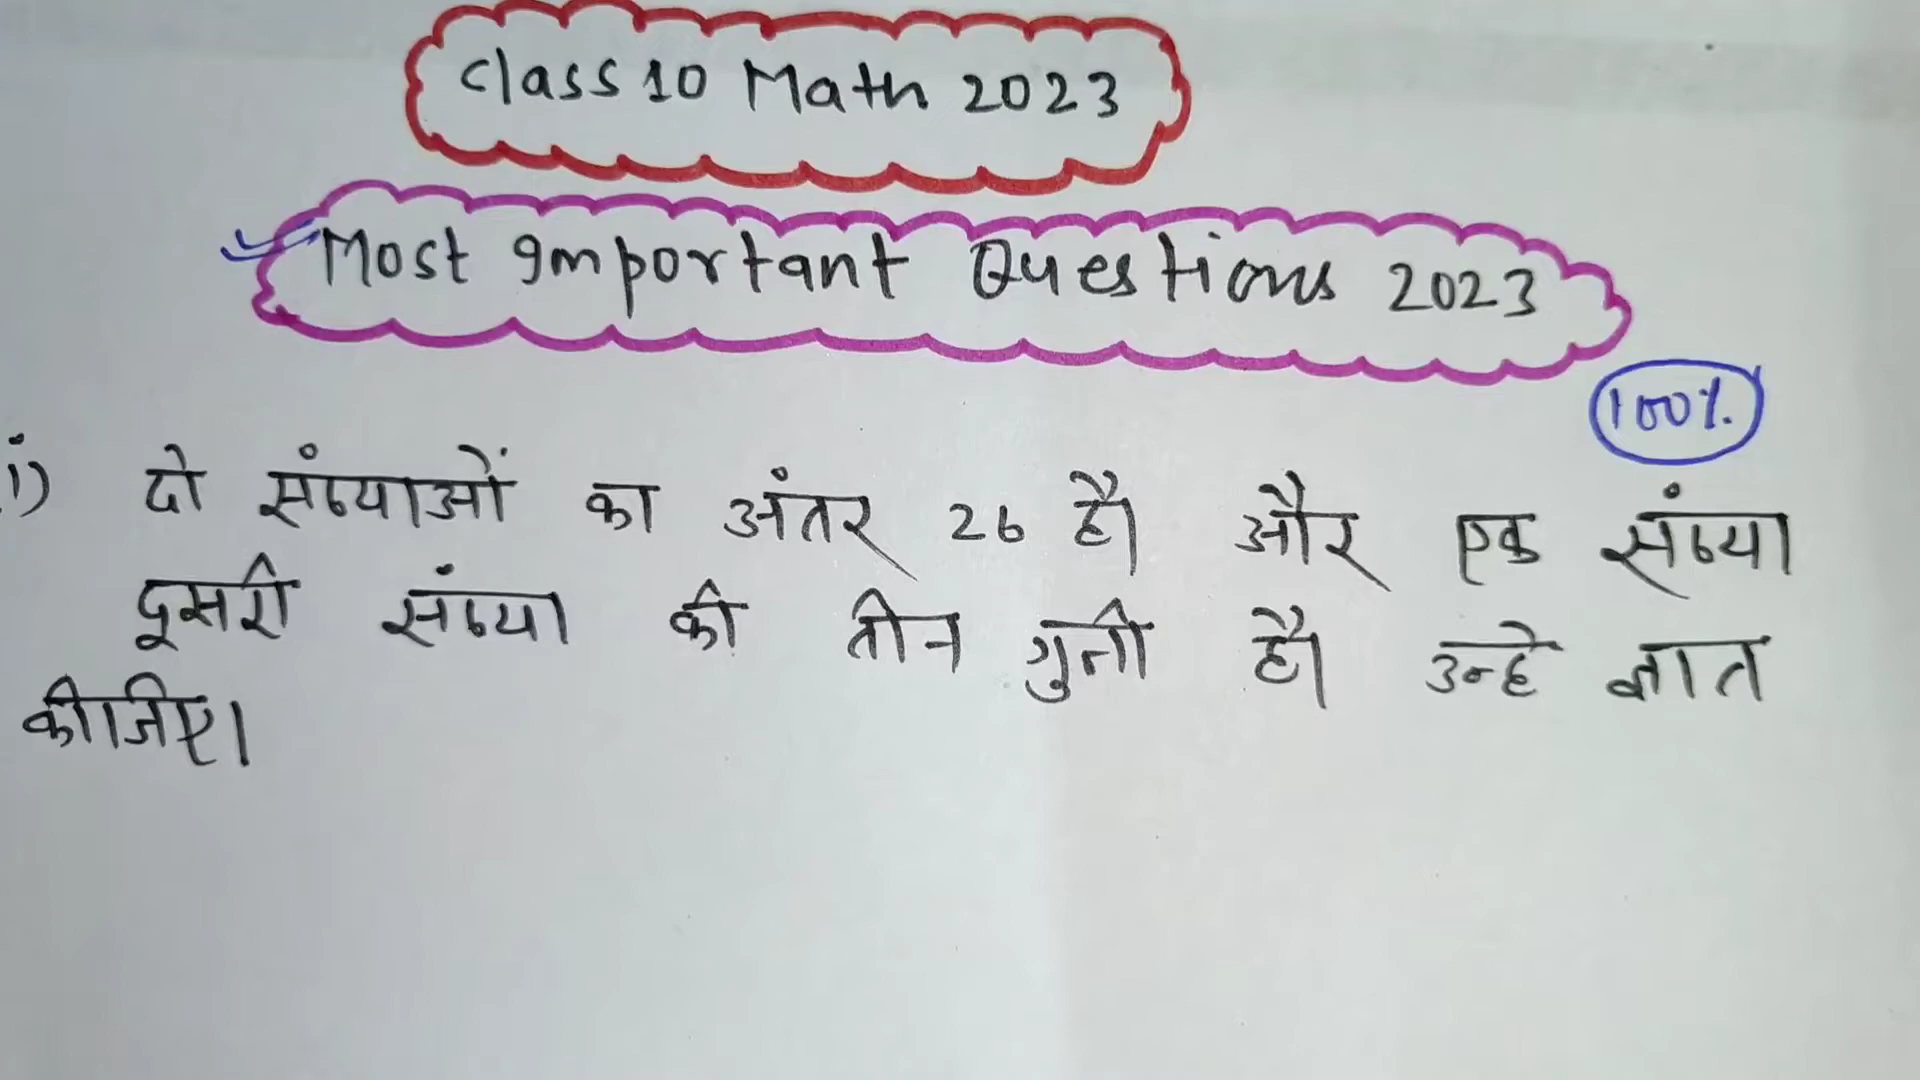 Class 10 Math 2023
Most Important Questions 2023
100%
i) दो संख्याओं का अंतर 26 है। और एक संख्या
दूसरी संख्या की तीन गुनी है। उन्हे ज्ञात
कीजिए।